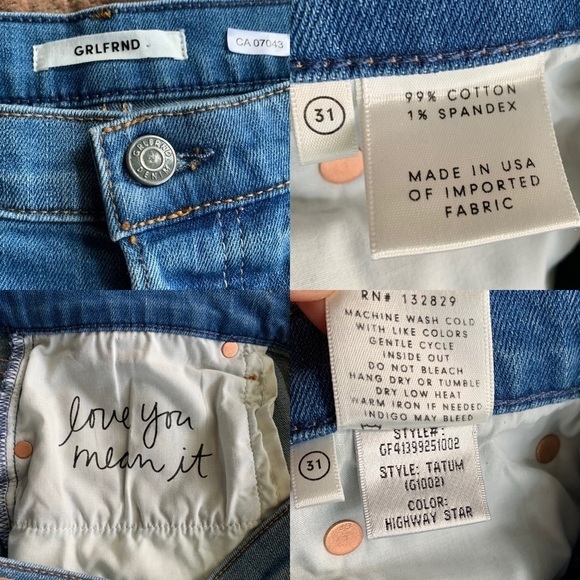 GRLFRND
CA 07043
GRLFRND
DENIM
31
99% COTTON
1% SPANDEX
MADE IN USA
OF IMPORTED
FABRIC
love you
mean it
RN# 132829
MACHINE WASH COLD
WITH LIKE COLORS
GENTLE CYCLE
INSIDE OUT
DO NOT BLEACH
HANG DRY OR TUMBLE
DRY LOW HEAT
WARM IRON IF NEEDED
INDIGO MAY BLEED
31
STYLE#:
GF41399251002
STYLE: TATUM
(G1002)
COLOR:
HIGHWAY STAR